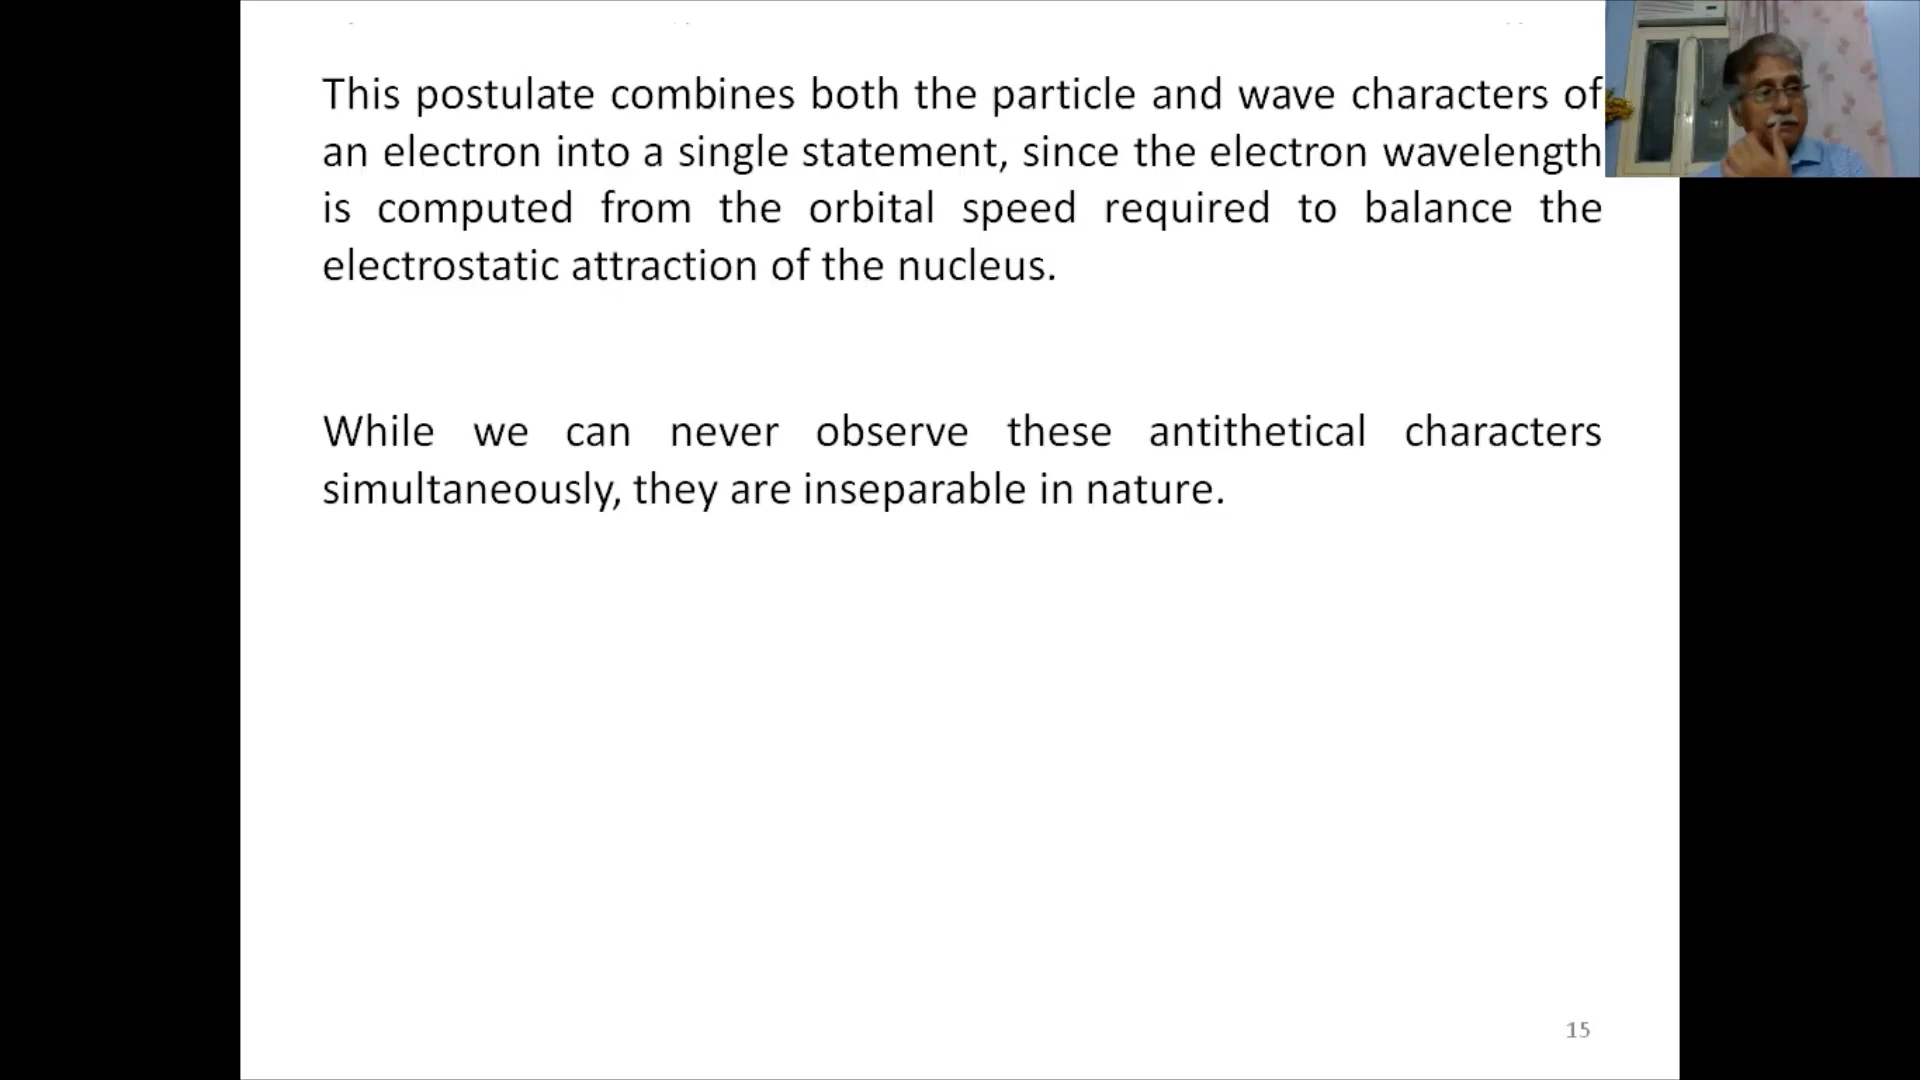 This postulate combines both the particle and wave characters of
an electron into a single statement, since the electron wavelength
is computed from the orbital speed required to balance the
electrostatic attraction of the nucleus.
While we can never observe these antithetical characters
simultaneously, they are inseparable in nature.
15